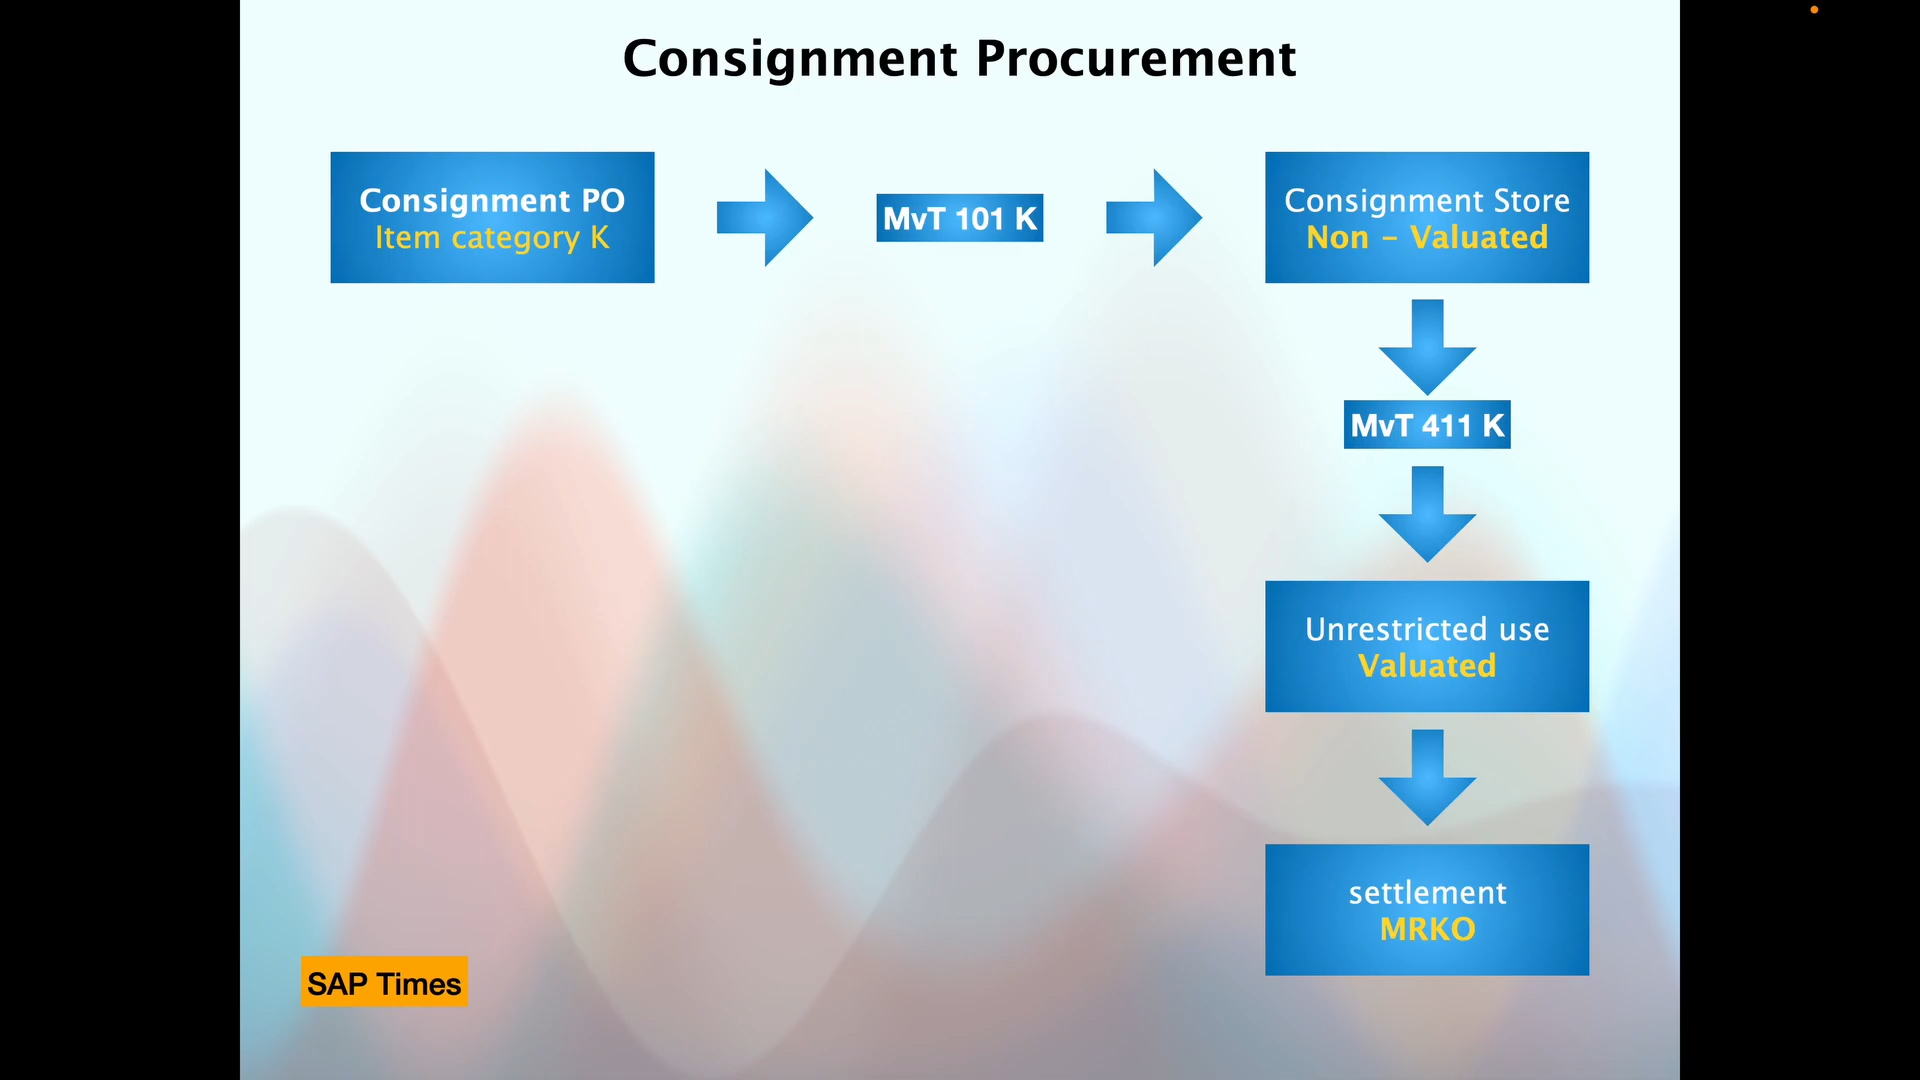 Consignment Procurement
Consignment PO
Item category K
MvT 101 K
Consignment Store
Non - Valuated
MvT 411 K
Unrestricted use
Valuated
settlement
MRKO
SAP Times